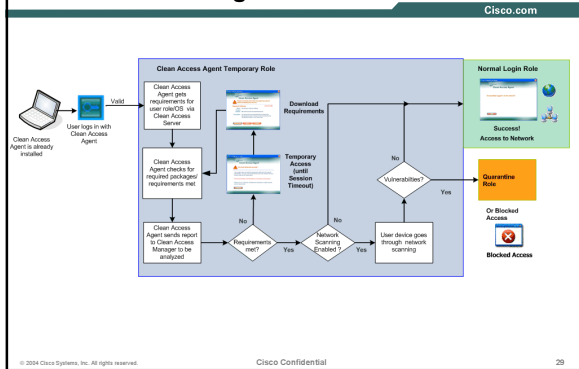 Cisco.com
Clean Access Agent Temporary Role
Normal Login Role
Clean Access
Agent gets
requirements for
user role/OS via
Clean Access
Server
Valid
Clean Access
Agent is already
installed
User logs in with
Clean Access
Agent
Download
Requirements
Success!
Access to Network
Clean Access
Agent checks for
required packages/
requirements met
Temporary
Access
(until
Session
Timeout)
No
Vulnerabilties?
Yes
Quarantine
Role
Or Blocked
Access
Blocked Access
Clean Access
Agent sends report
to Clean Access
Manager to be
analyzed
No
Requirements
met?
Yes
No
Network
Scanning
Enabled ?
Yes
User device goes
through network
scanning
© 2004 Cisco Systems, Inc. All rights reserved.
Cisco Confidential
29